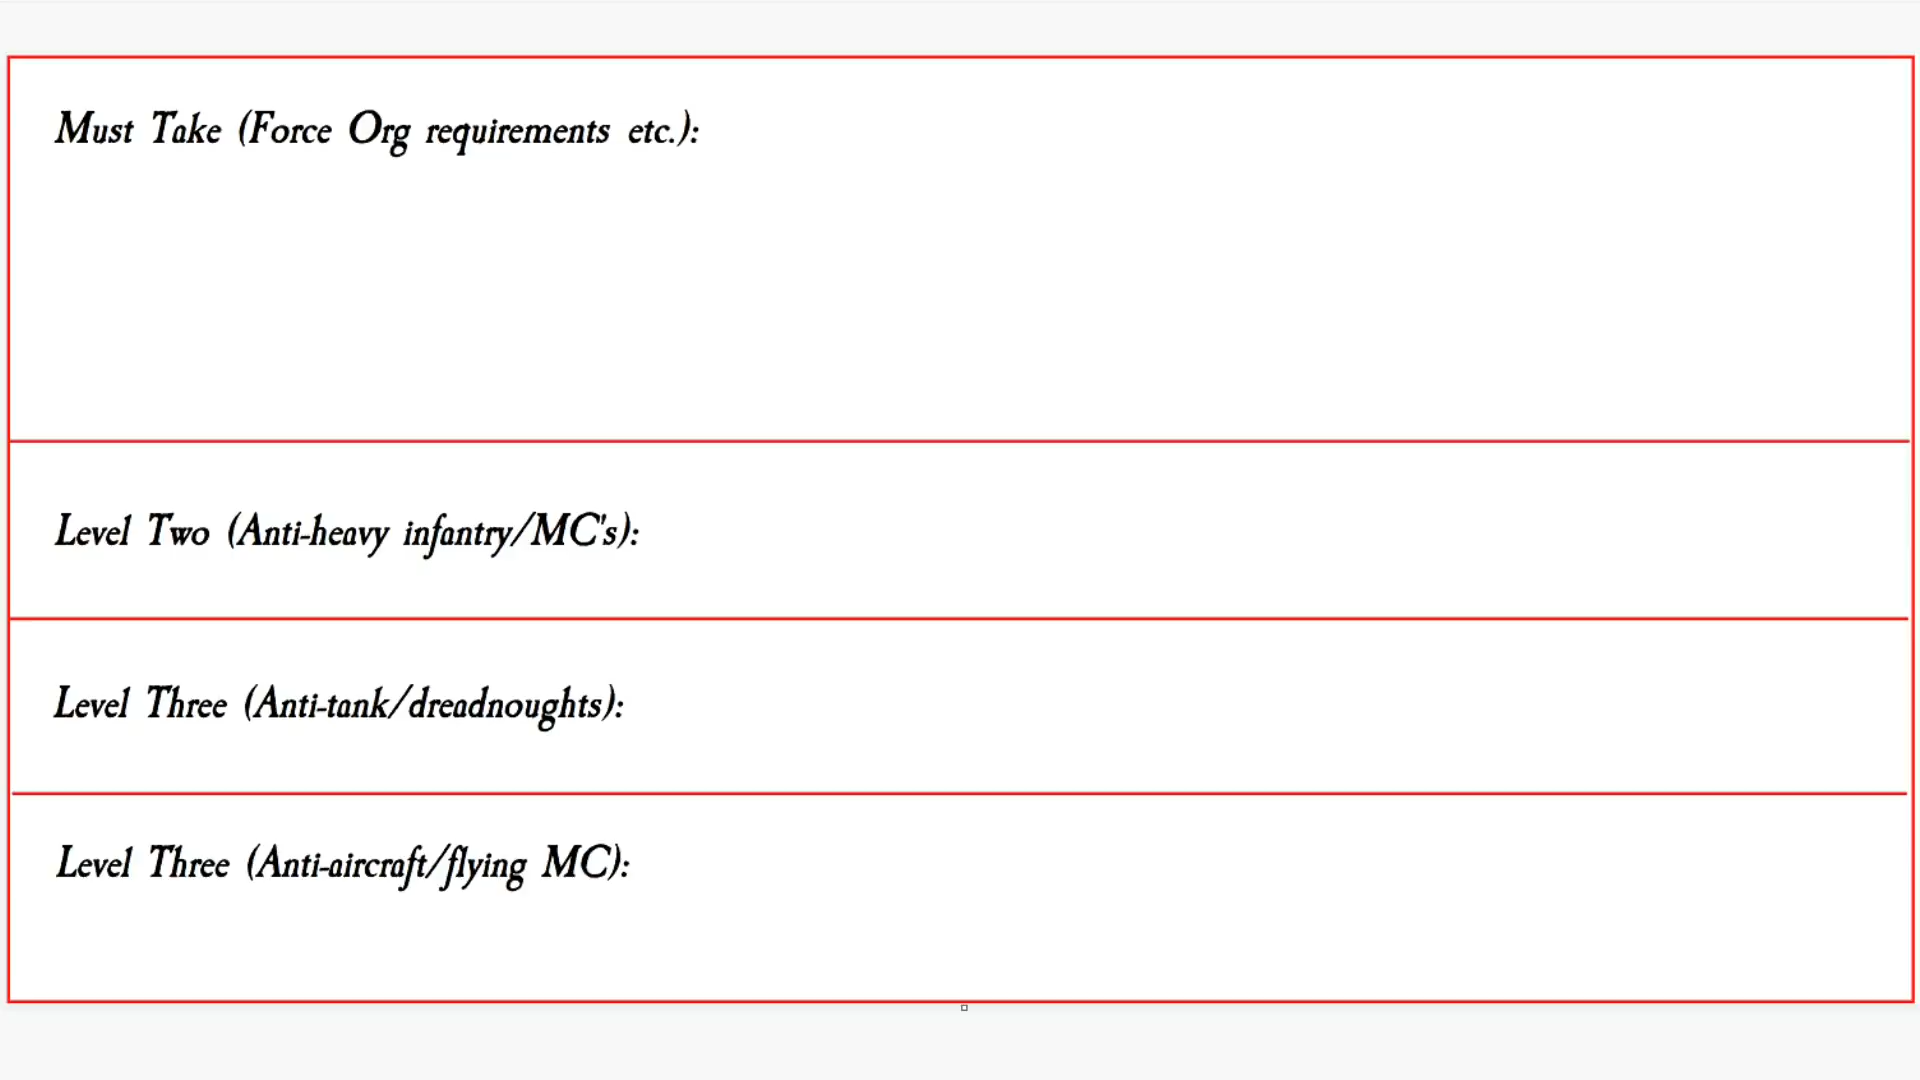 Must Take (Force Org requirements etc.):
Level Two (Anti-heavy infantry/MC's):
Level Three (Anti-tank/dreadnoughts):
Level Three (Anti-aircraft/flying MC):